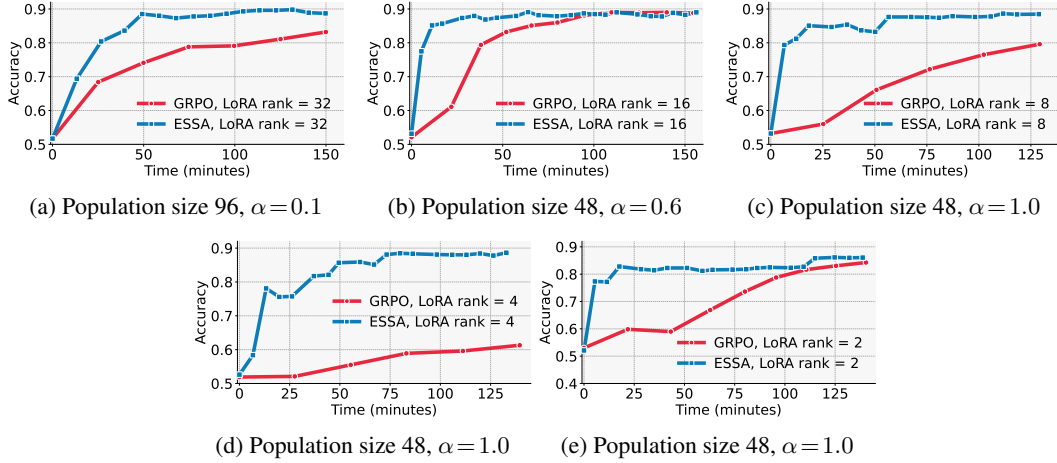 0.9
0.8
0.7
0.6
0.5
Accuracy
GRPO, LoRA rank = 32
ESSA, LoRA rank = 32
0 50 100 150
Time (minutes)
(a) Population size 96, α=0.1
0.9
0.8
0.7
0.6
0.5
Accuracy
GRPO, LoRA rank = 16
ESSA, LoRA rank = 16
0 25 50 75 100 125 150
Time (minutes)
(b) Population size 48, α=0.6
0.9
0.8
0.7
0.6
0.5
Accuracy
GRPO, LoRA rank = 8
ESSA, LoRA rank = 8
0 25 50 75 100 125
Time (minutes)
(c) Population size 48, α=1.0
0.9
0.8
0.7
0.6
0.5
Accuracy
GRPO, LoRA rank = 4
ESSA, LoRA rank = 4
0 25 50 75 100 125
Time (minutes)
(d) Population size 48, α=1.0
0.9
0.8
0.7
0.6
0.5
0.4
Accuracy
GRPO, LoRA rank = 2
ESSA, LoRA rank = 2
0 25 50 75 100 125
Time (minutes)
(e) Population size 48, α=1.0